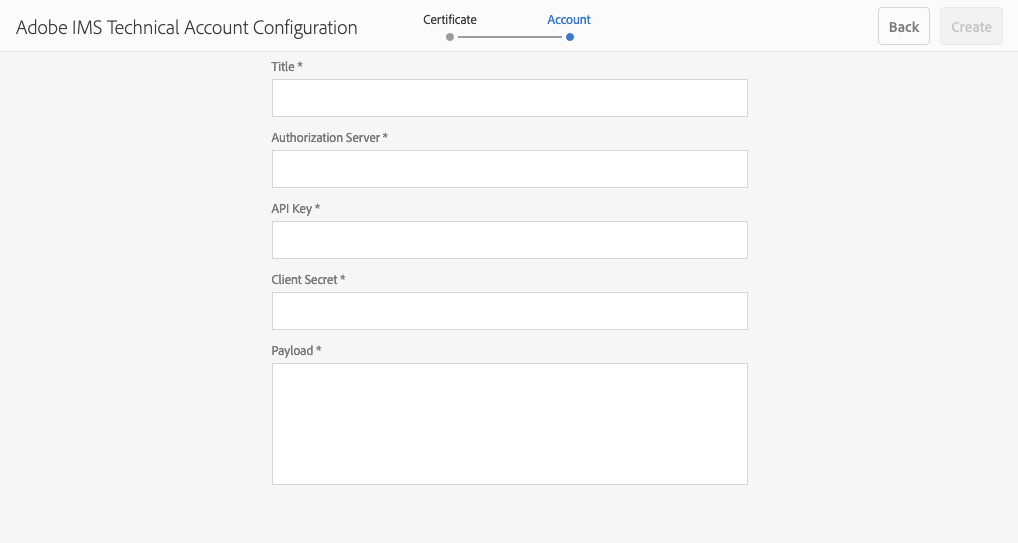 Adobe IMS Technical Account Configuration
Certificate
Account
Back
Create
Title *
Authorization Server *
API Key *
Client Secret *
Payload *